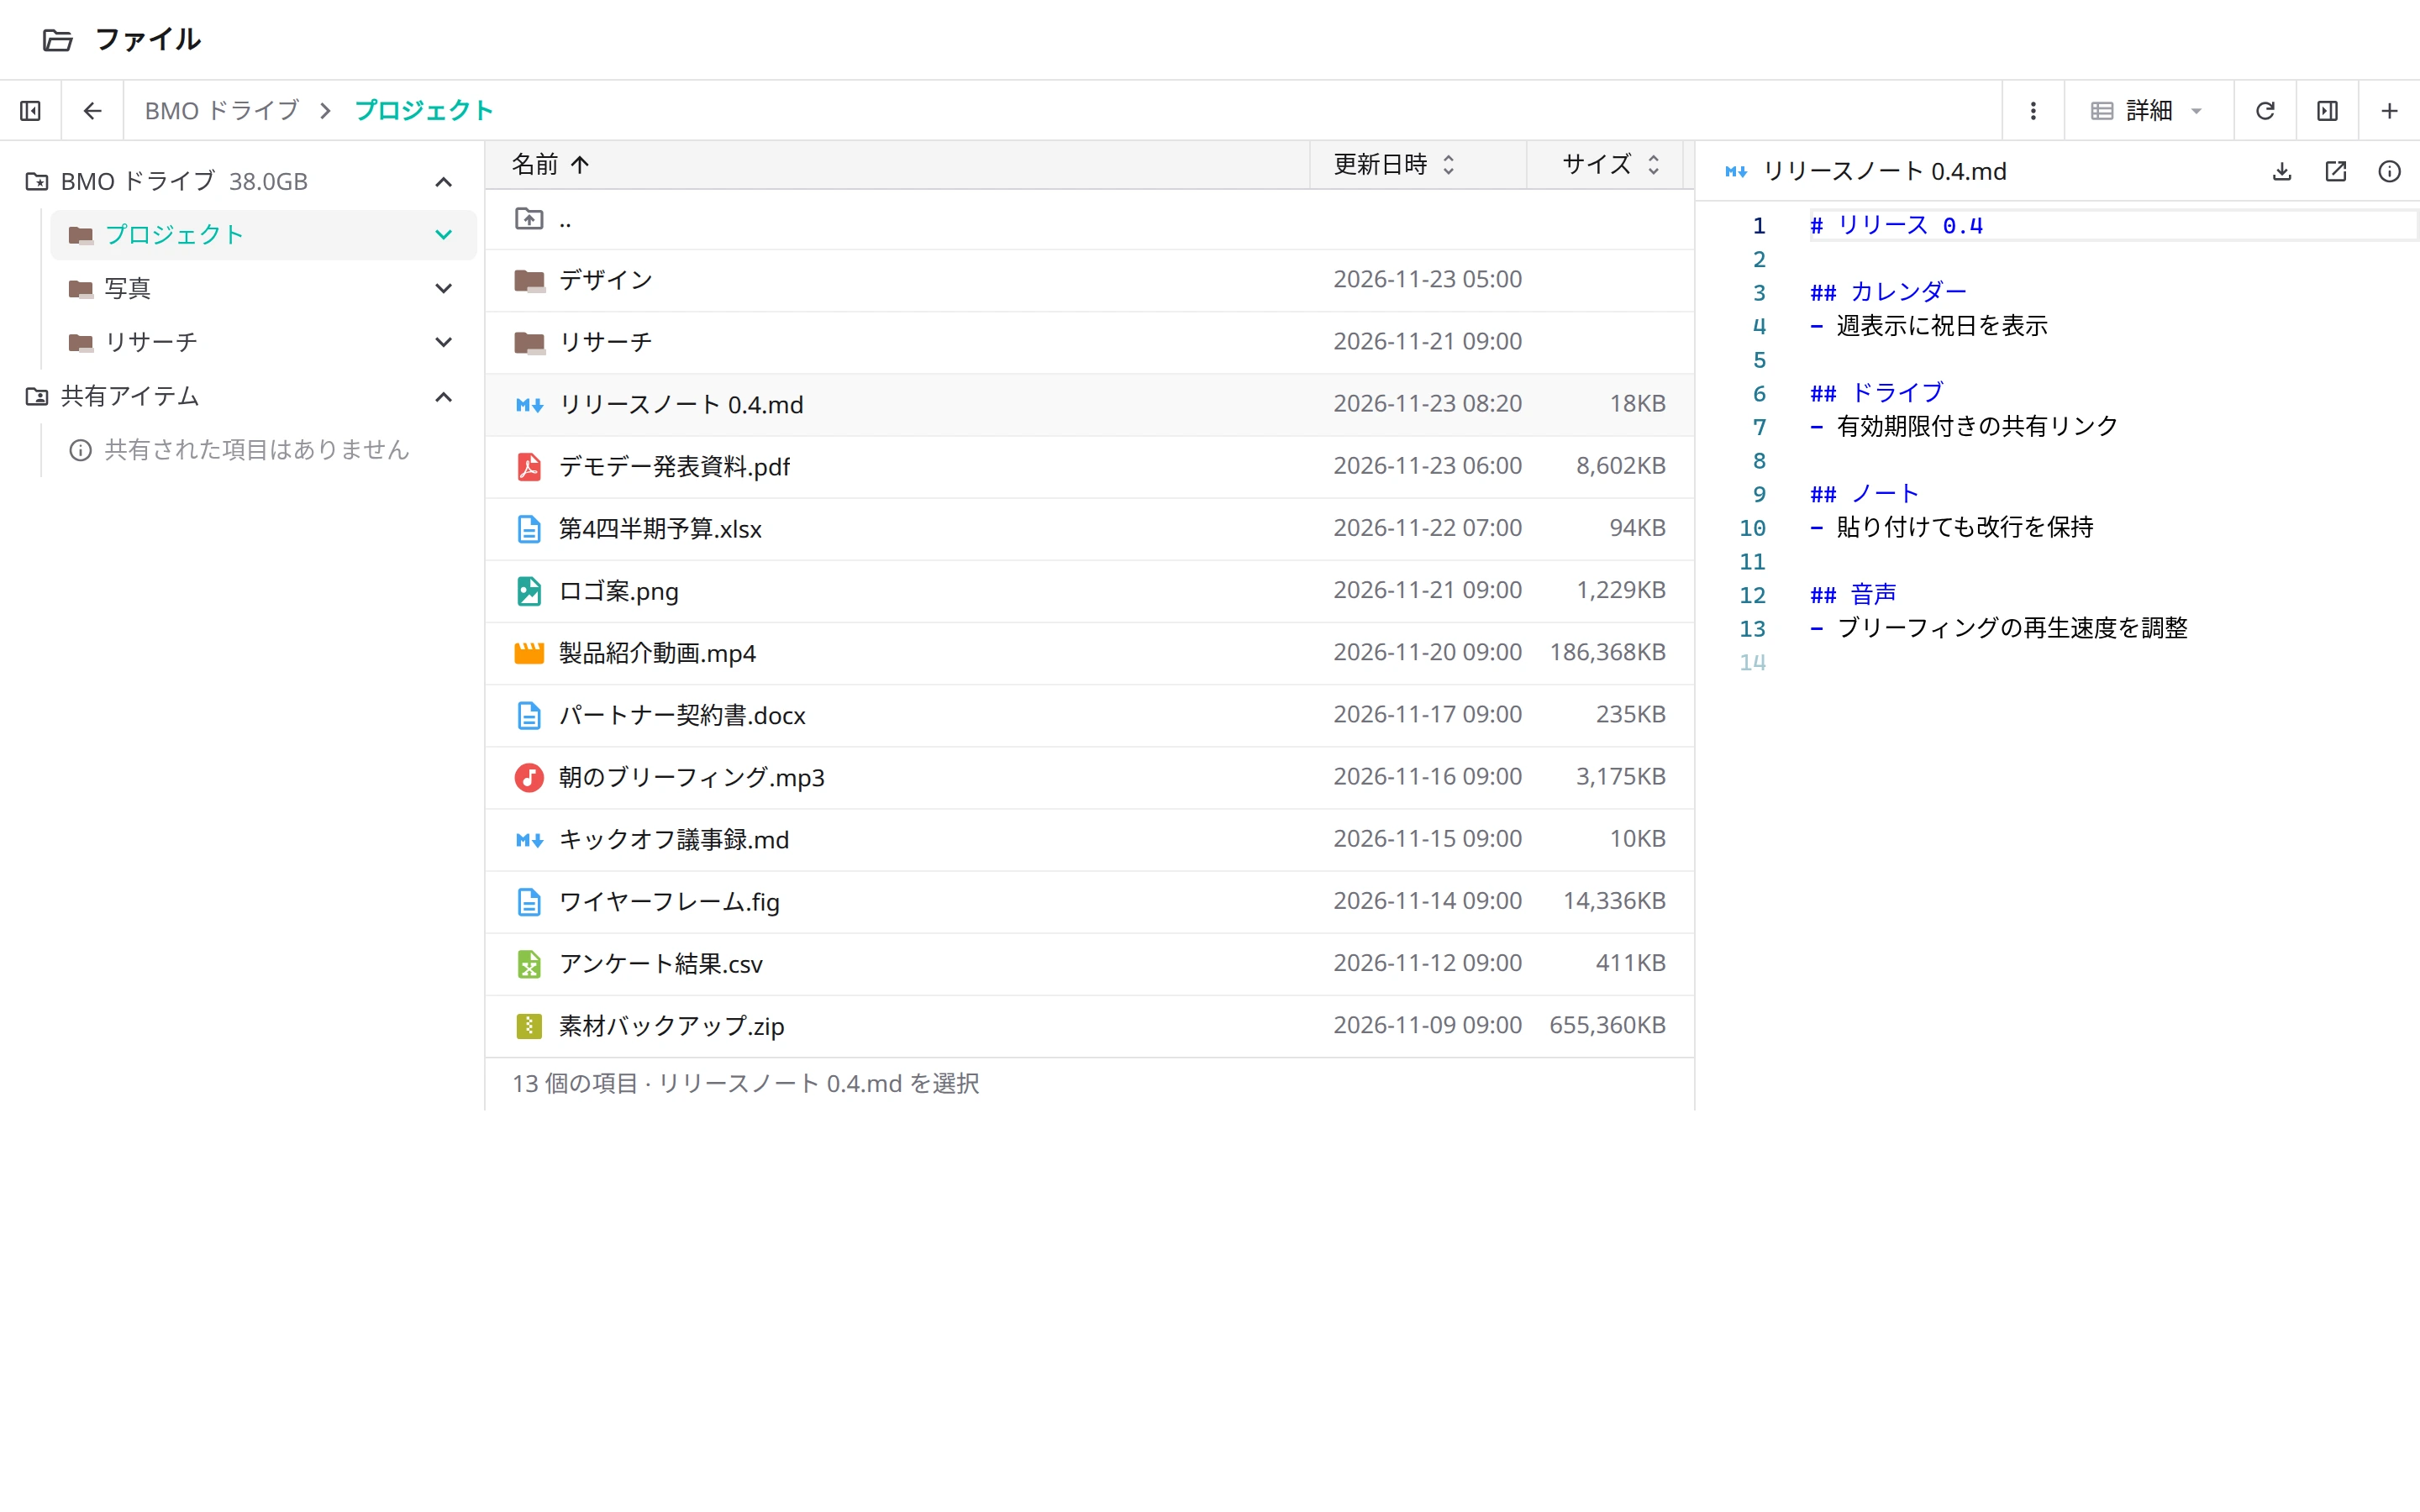 ファイル
BMO ドライブ > プロジェクト
詳細
BMO ドライブ 38.0GB
プロジェクト
写真
リサーチ
共有アイテム
共有された項目はありません
名前 更新日時 サイズ
..
デザイン 2026-11-23 05:00
リサーチ 2026-11-21 09:00
リリースノート 0.4.md 2026-11-23 08:20 18KB
デモデー発表資料.pdf 2026-11-23 06:00 8,602KB
第4四半期予算.xlsx 2026-11-22 07:00 94KB
ロゴ案.png 2026-11-21 09:00 1,229KB
製品紹介動画.mp4 2026-11-20 09:00 186,368KB
パートナー契約書.docx 2026-11-17 09:00 235KB
朝のブリーフィング.mp3 2026-11-16 09:00 3,175KB
キックオフ議事録.md 2026-11-15 09:00 10KB
ワイヤーフレーム.fig 2026-11-14 09:00 14,336KB
アンケート結果.csv 2026-11-12 09:00 411KB
素材バックアップ.zip 2026-11-09 09:00 655,360KB
13 個の項目 · リリースノート 0.4.md を選択
リリースノート 0.4.md
1 # リリース 0.4
2
3 ## カレンダー
4 - 週表示に祝日を表示
5
6 ## ドライブ
7 - 有効期限付きの共有リンク
8
9 ## ノート
10 - 貼り付けても改行を保持
11
12 ## 音声
13 - ブリーフィングの再生速度を調整
14